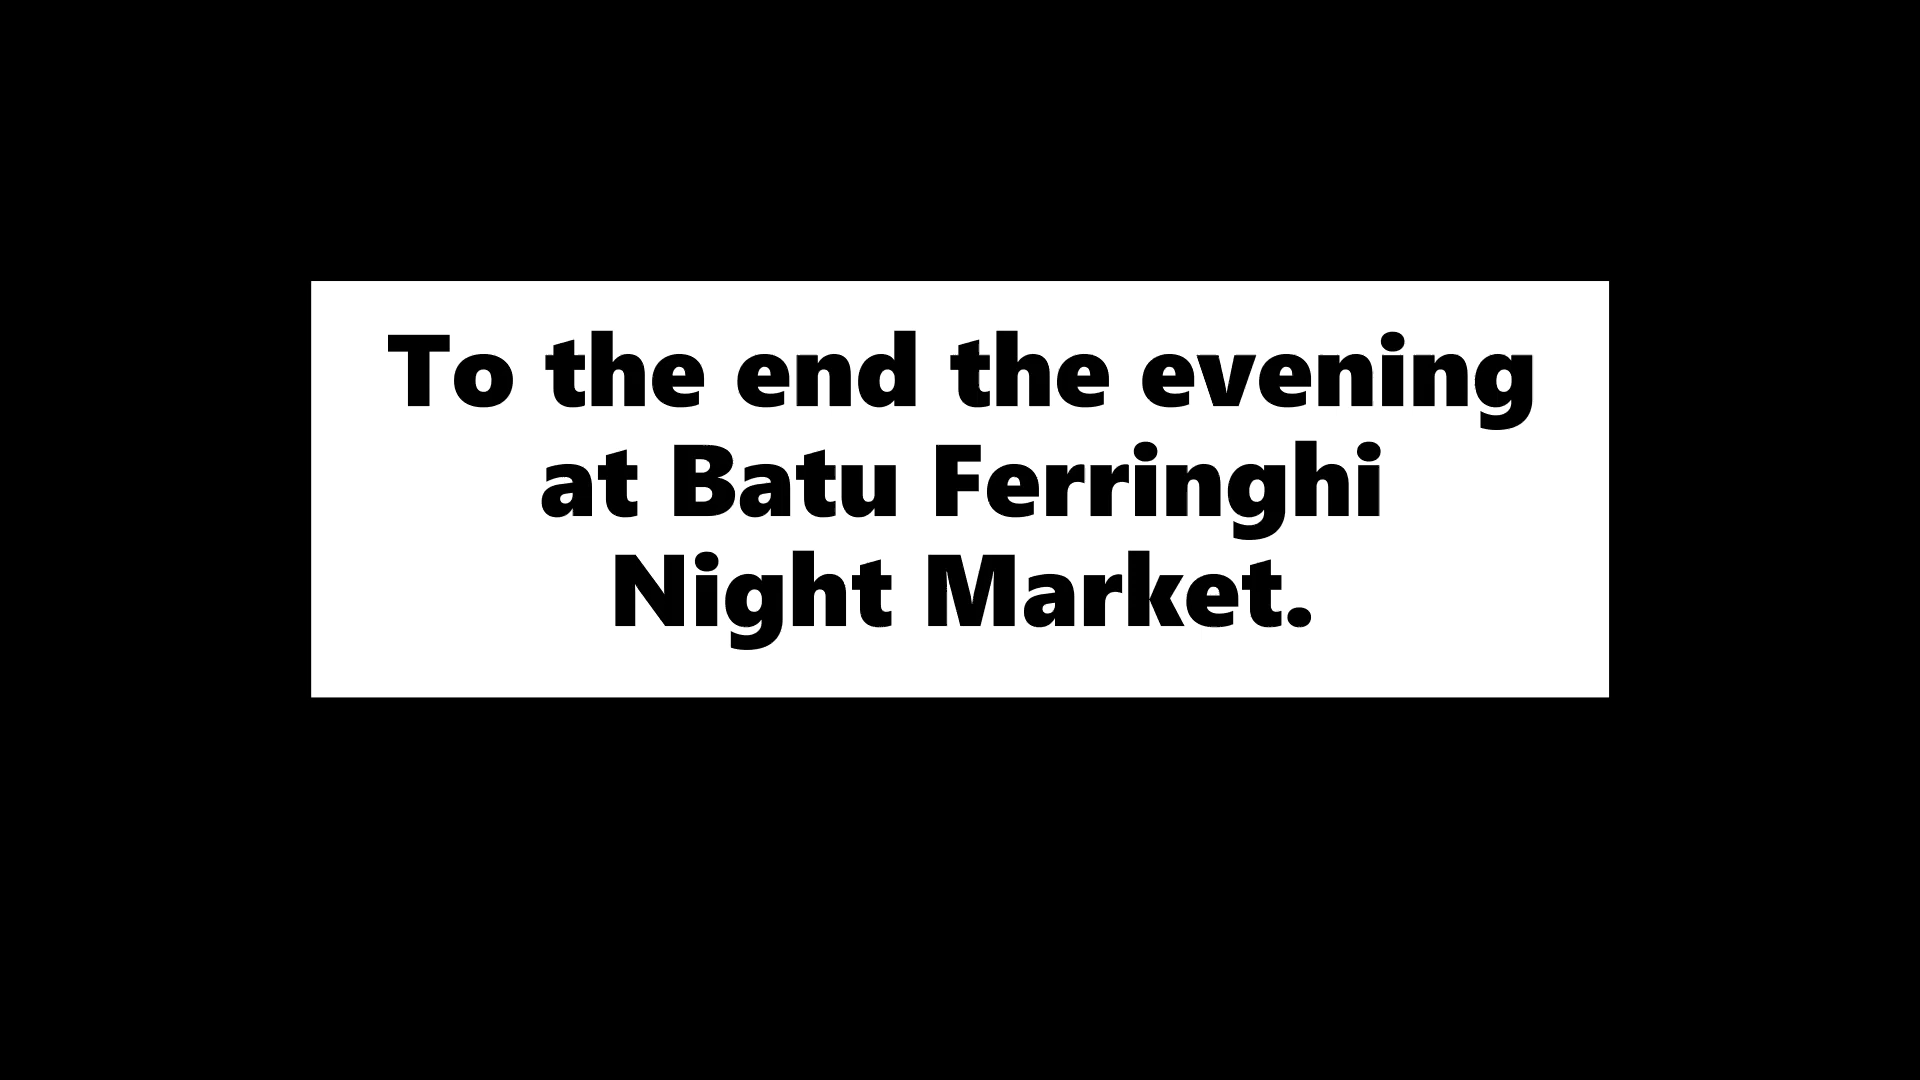 To the end the evening
at Batu Ferringhi
Night Market.